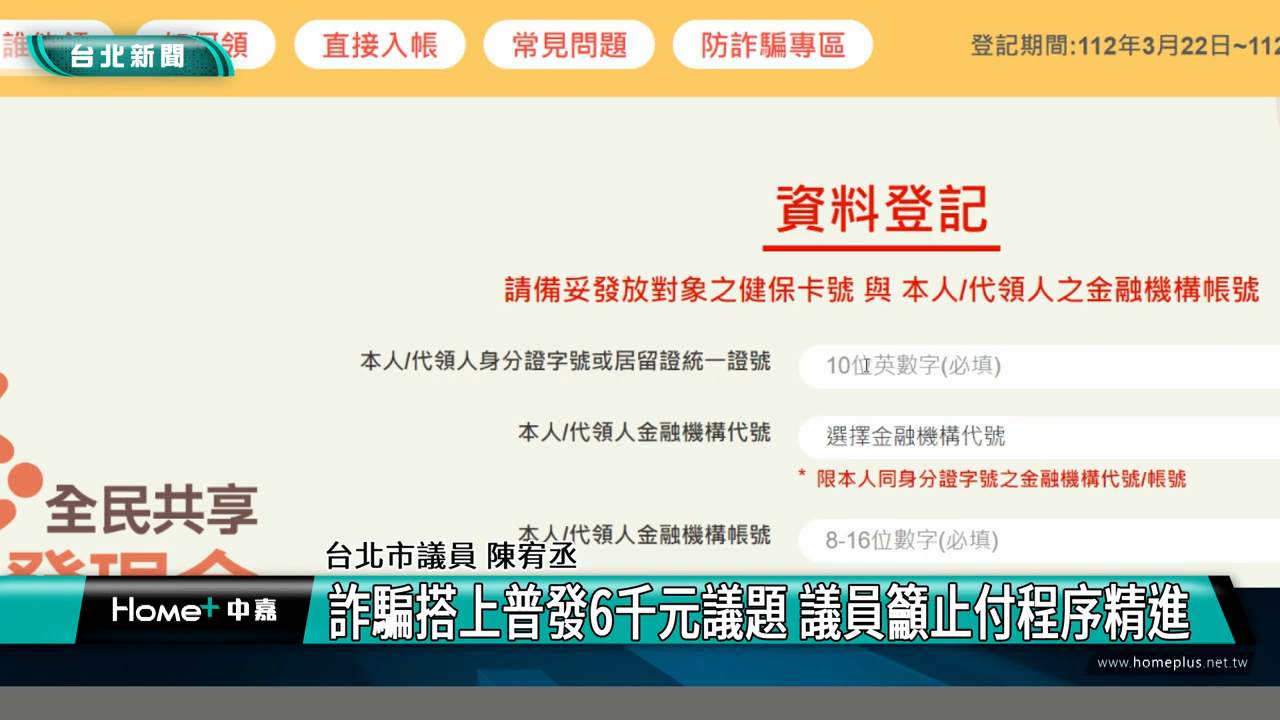 台北新聞
領
直接入帳
常見問題
防詐騙專區
登記期間:112年3月22日~112
資料登記
請備妥發放對象之健保卡號 與 本人/代領人之金融機構帳號
本人/代領人身分證字號或居留證統一證號
10位英數字(必填)
本人/代領人金融機構代號
選擇金融機構代號
* 限本人同身分證字號之金融機構代號/帳號
本人/代領人金融機構帳號
8-16位數字(必填)
全民共享
台北市議員 陳宥丞
Home+ 中嘉
詐騙搭上普發6千元議題 議員籲止付程序精進
www.homeplus.net.tw